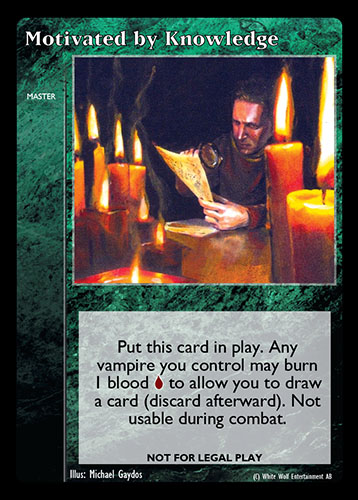 Motivated by Knowledge
MASTER
Put this card in play. Any
vampire you control may burn
1 blood to allow you to draw
a card (discard afterward). Not
usable during combat.
NOT FOR LEGAL PLAY
Illus: Michael Gaydos
(C) White Wolf Entertainment AB